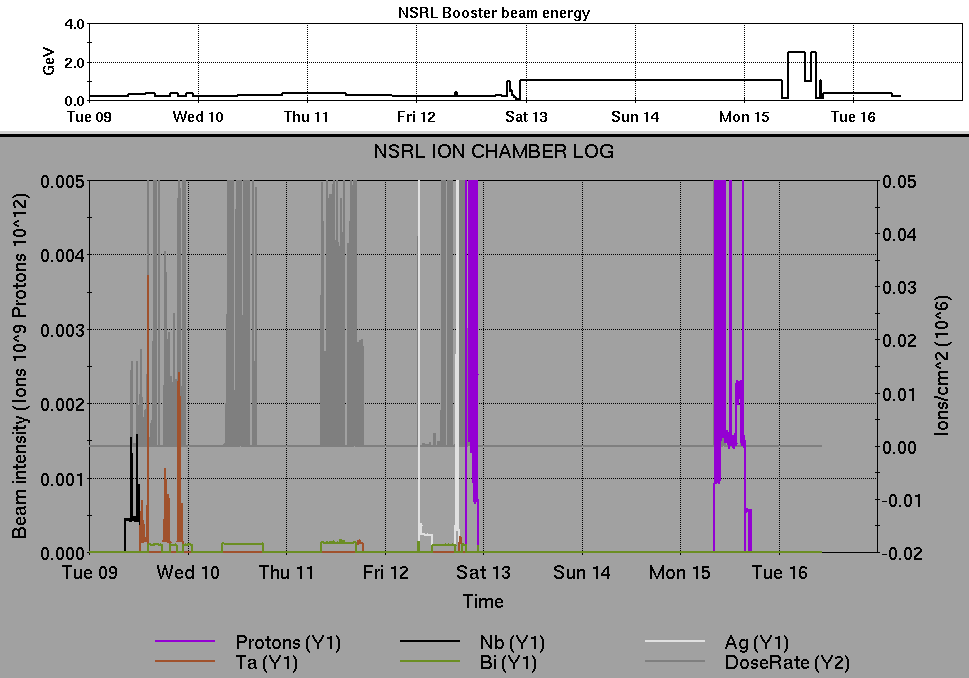 NSRL Booster beam energy
4.0
2.0
0.0
GeV
Tue 09 Wed 10 Thu 11 Fri 12 Sat 13 Sun 14 Mon 15 Tue 16
NSRL ION CHAMBER LOG
Beam intensity (Ions 10^9 Protons 10^12)
0.005
0.004
0.003
0.002
0.001
0.000
0.05
0.04
0.03
0.02
0.01
0.00
-0.01
-0.02
Ions/cm^2 (10^6)
Tue 09 Wed 10 Thu 11 Fri 12 Sat 13 Sun 14 Mon 15 Tue 16
Time
Protons (Y1) Nb (Y1) Ag (Y1)
Ta (Y1) Bi (Y1) DoseRate (Y2)